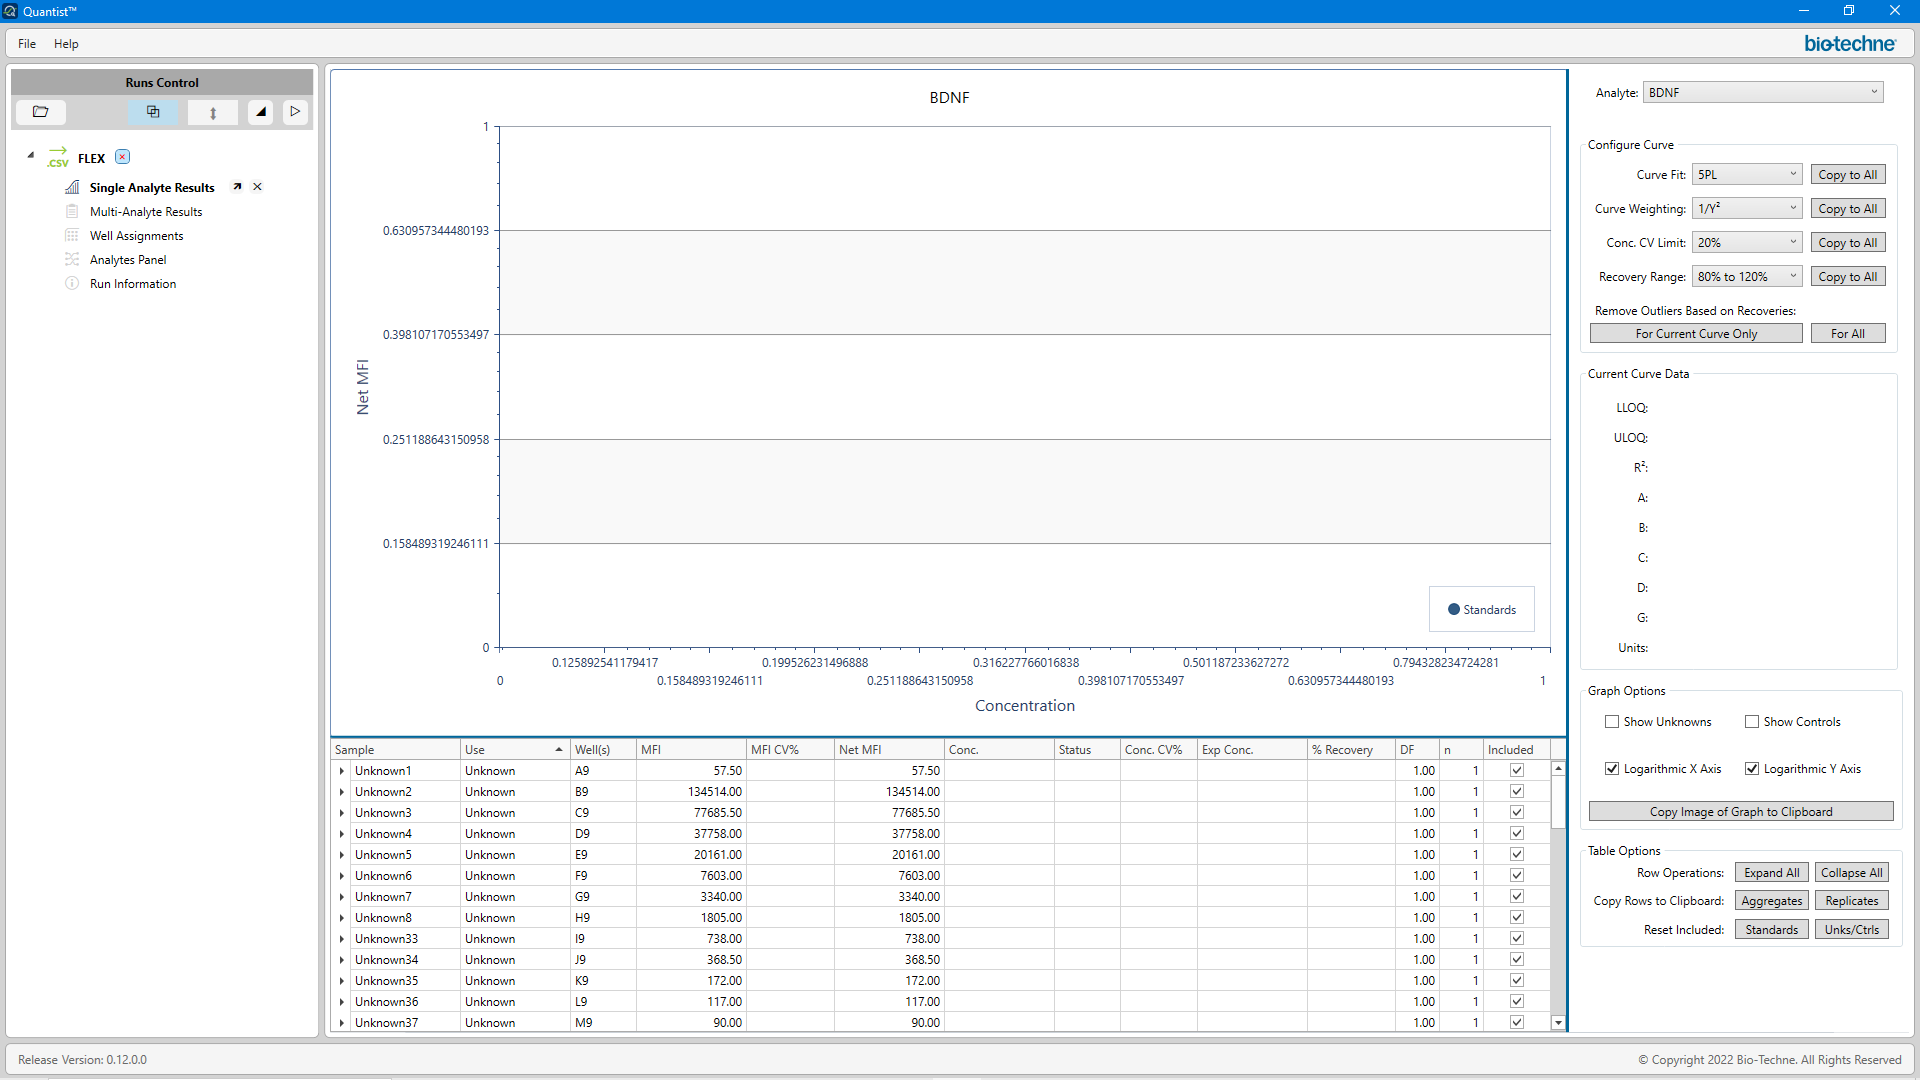 Quantist™
File Help
bio-techne
Runs Control
.CSV FLEX
Single Analyte Results
Multi-Analyte Results
Well Assignments
Analytes Panel
Run Information
BDNF
Net MFI
1
0.630957344480193
0.398107170553497
0.251188643150958
0.158489319246111
0
Standards
0.125892541179417 0.199526231496888 0.316227766016838 0.501187233627272 0.794328234724281
0 0.158489319246111 0.251188643150958 0.398107170553497 0.630957344480193 1
Concentration
Sample Use Well(s) MFI MFI CV% Net MFI Conc. Status Conc. CV% Exp Conc. % Recovery DF n Included
Unknown1 Unknown A9 57.50 57.50 1.00 1
Unknown2 Unknown B9 134514.00 134514.00 1.00 1
Unknown3 Unknown C9 77685.50 77685.50 1.00 1
Unknown4 Unknown D9 37758.00 37758.00 1.00 1
Unknown5 Unknown E9 20161.00 20161.00 1.00 1
Unknown6 Unknown F9 7603.00 7603.00 1.00 1
Unknown7 Unknown G9 3340.00 3340.00 1.00 1
Unknown8 Unknown H9 1805.00 1805.00 1.00 1
Unknown33 Unknown I9 738.00 738.00 1.00 1
Unknown34 Unknown J9 368.50 368.50 1.00 1
Unknown35 Unknown K9 172.00 172.00 1.00 1
Unknown36 Unknown L9 117.00 117.00 1.00 1
Unknown37 Unknown M9 90.00 90.00 1.00 1
Analyte: BDNF
Configure Curve
Curve Fit: 5PL Copy to All
Curve Weighting: 1/Y² Copy to All
Conc. CV Limit: 20% Copy to All
Recovery Range: 80% to 120% Copy to All
Remove Outliers Based on Recoveries:
For Current Curve Only For All
Current Curve Data
LLOQ:
ULOQ:
R²:
A:
B:
C:
D:
G:
Units:
Graph Options
Show Unknowns Show Controls
Logarithmic X Axis Logarithmic Y Axis
Copy Image of Graph to Clipboard
Table Options
Row Operations: Expand All Collapse All
Copy Rows to Clipboard: Aggregates Replicates
Reset Included: Standards Unks/Ctrls
Release Version: 0.12.0.0
© Copyright 2022 Bio-Techne. All Rights Reserved